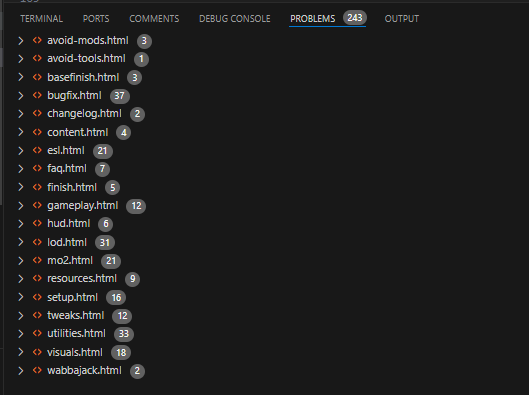 TERMINAL PORTS COMMENTS DEBUG CONSOLE PROBLEMS 243 OUTPUT
avoid-mods.html 3
avoid-tools.html 1
basefinish.html 3
bugfix.html 37
changelog.html 2
content.html 4
esl.html 21
faq.html 7
finish.html 5
gameplay.html 12
hud.html 6
lod.html 31
mo2.html 21
resources.html 9
setup.html 16
tweaks.html 12
utilities.html 33
visuals.html 18
wabbajack.html 2